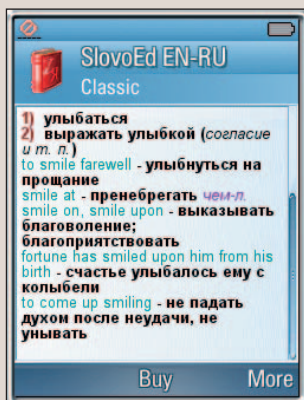 SlovoEd EN-RU
Classic
1) улыбаться
2) выражать улыбкой (согласие
и т. п.)
to smile farewell - улыбнуться на
прощание
smile at - пренебрегать чем-л.
smile on, smile upon - выказывать
благоволение;
благоприятствовать
fortune has smiled upon him from his
birth - счастье улыбалось ему с
колыбели
to come up smiling - не падать
духом после неудачи, не
унывать
Buy More